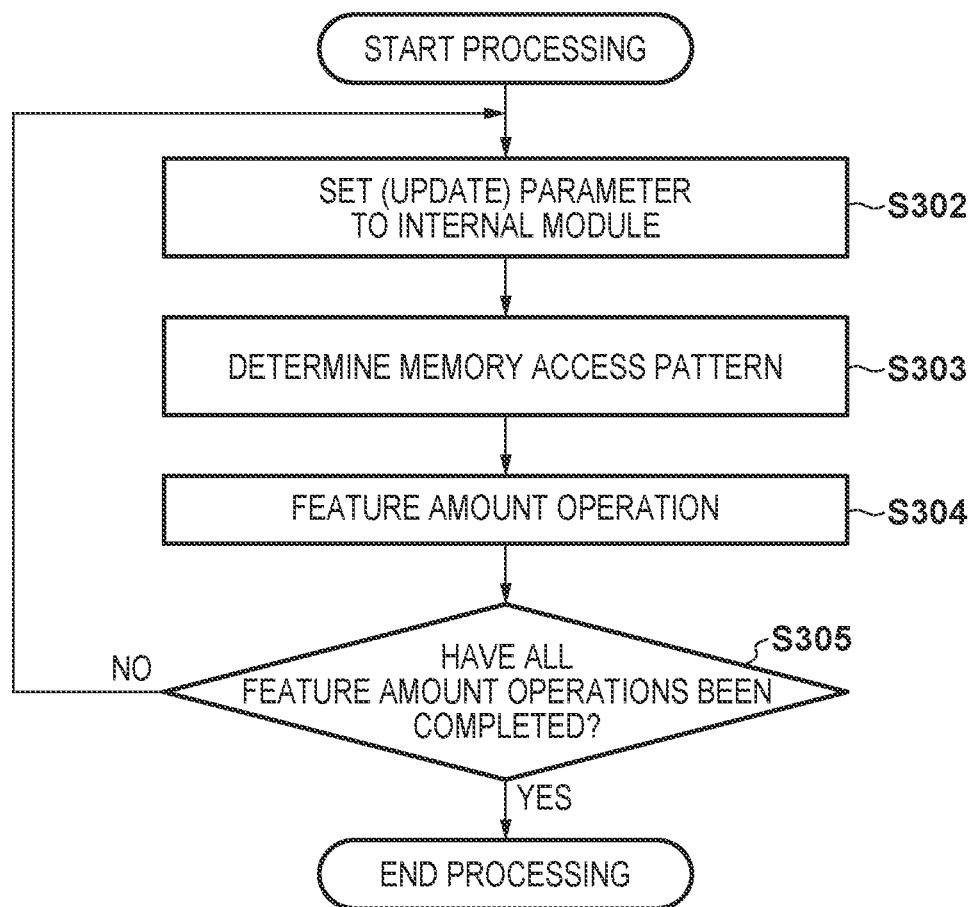 START PROCESSING
SET (UPDATE) PARAMETER
TO INTERNAL MODULE
S302
DETERMINE MEMORY ACCESS PATTERN
S303
FEATURE AMOUNT OPERATION
S304
S305
HAVE ALL
FEATURE AMOUNT OPERATIONS BEEN
COMPLETED?
NO
YES
END PROCESSING